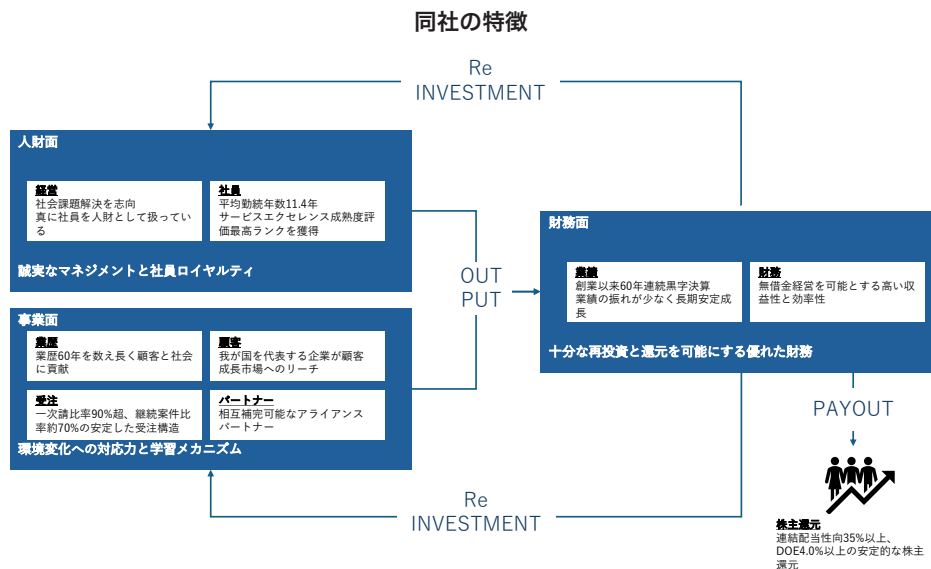 同社の特徴
Re
INVESTMENT
人財面
経営
社会課題解決を志向
真に社員を人財として扱ってい
る
社員
平均勤続年数11.4年
サービスエクセレンス成熟度評
価最高ランクを獲得
誠実なマネジメントと社員ロイヤルティ
事業面
業歴
業歴60年を数え長く顧客と社会
に貢献
顧客
我が国を代表する企業が顧客
成長市場へのリーチ
受注
一次請比率90%超、継続案件比
率約70%の安定した受注構造
パートナー
相互補完可能なアライアンス
パートナー
環境変化への対応力と学習メカニズム
OUT
PUT
財務面
業績
創業以来60年連続黒字決算
業績の振れが少なく長期安定成
長
財務
無借金経営を可能とする高い収
益性と効率性
十分な再投資と還元を可能にする優れた財務
PAYOUT
Re
INVESTMENT
株主還元
連結配当性向35%以上、
DOE4.0%以上の安定的な株主
還元